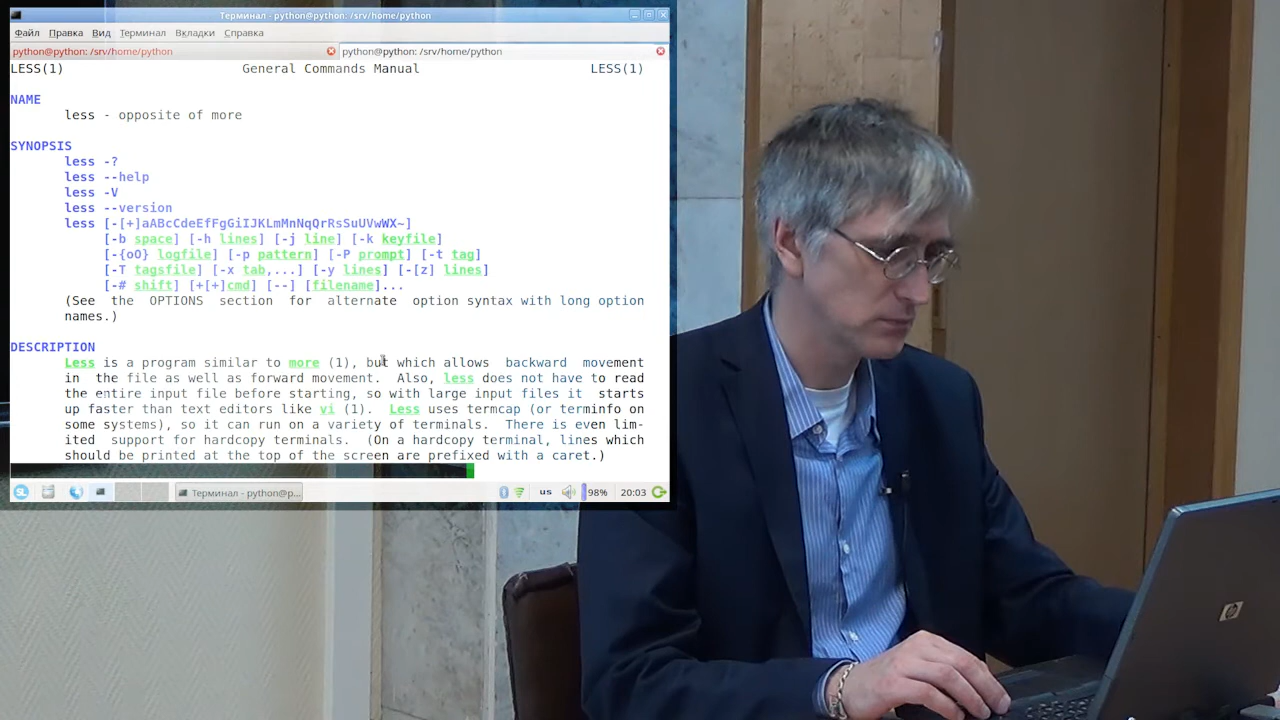 Терминал - python@python: /srv/home/python
Файл Правка Вид Терминал Вкладки Справка
python@python: /srv/home/python python@python: /srv/home/python
LESS(1) General Commands Manual LESS(1)
NAME
less - opposite of more
SYNOPSIS
less -?
less --help
less -V
less --version
less [-[+]aABcCdeEfFgGiIJKLmMnNqQrRsSuUVwWX~]
[-b space] [-h lines] [-j line] [-k keyfile]
[-{oO} logfile] [-p pattern] [-P prompt] [-t tag]
[-T tagsfile] [-x tab,...] [-y lines] [-[z] lines]
[-# shift] [+[+]cmd] [--] [filename]...
(See the OPTIONS section for alternate option syntax with long option
names.)
DESCRIPTION
Less is a program similar to more (1), but which allows backward movement
in the file as well as forward movement. Also, less does not have to read
the entire input file before starting, so with large input files it starts
up faster than text editors like vi (1). Less uses termcap (or terminfo on
some systems), so it can run on a variety of terminals. There is even lim-
ited support for hardcopy terminals. (On a hardcopy terminal, lines which
should be printed at the top of the screen are prefixed with a caret.)
Терминал - python@p... us 98% 20:03
hp